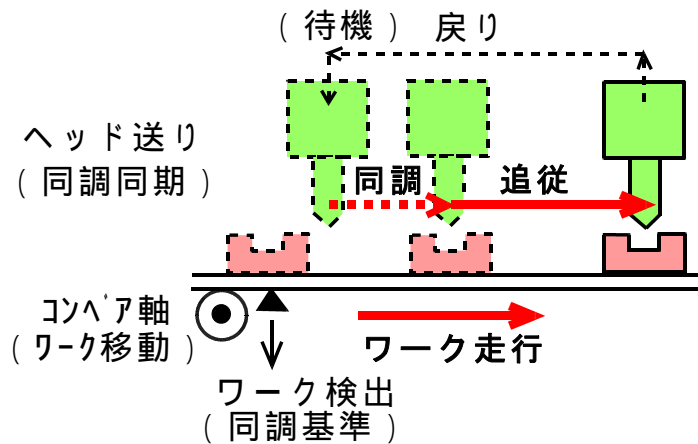 (待機) 戻り
ヘッド送り
(同調同期)
同調 追従
コンベア軸
(ワーク移動)
ワーク走行
ワーク検出
(同調基準)